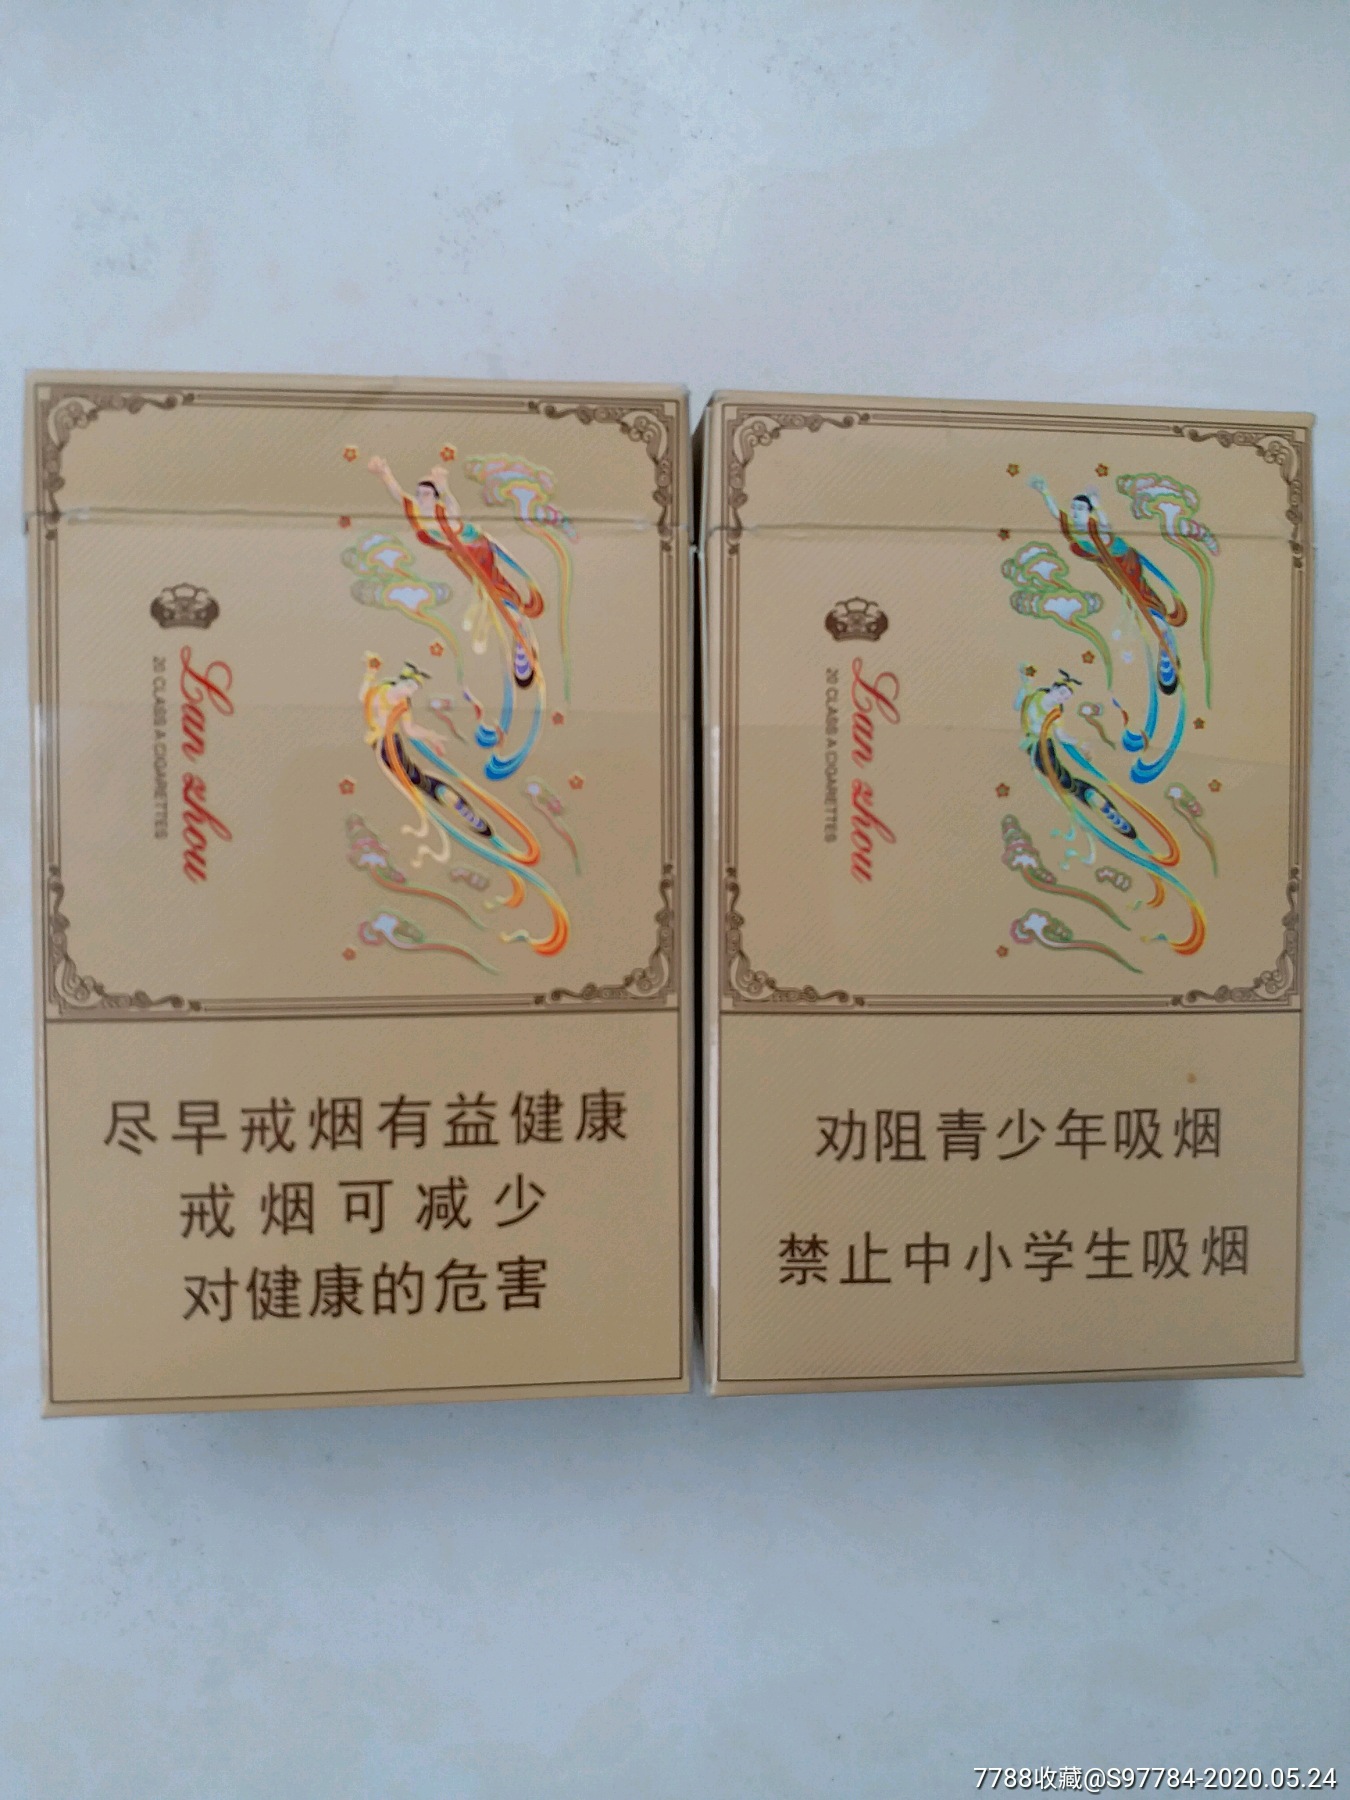 Lan zhou
20 CLASS A CIGARETTES
尽早戒烟有益健康
戒烟可减少
对健康的危害
Lan zhou
20 CLASS A CIGARETTES
劝阻青少年吸烟
禁止中小学生吸烟
7788收藏@S97784-2020.05.24